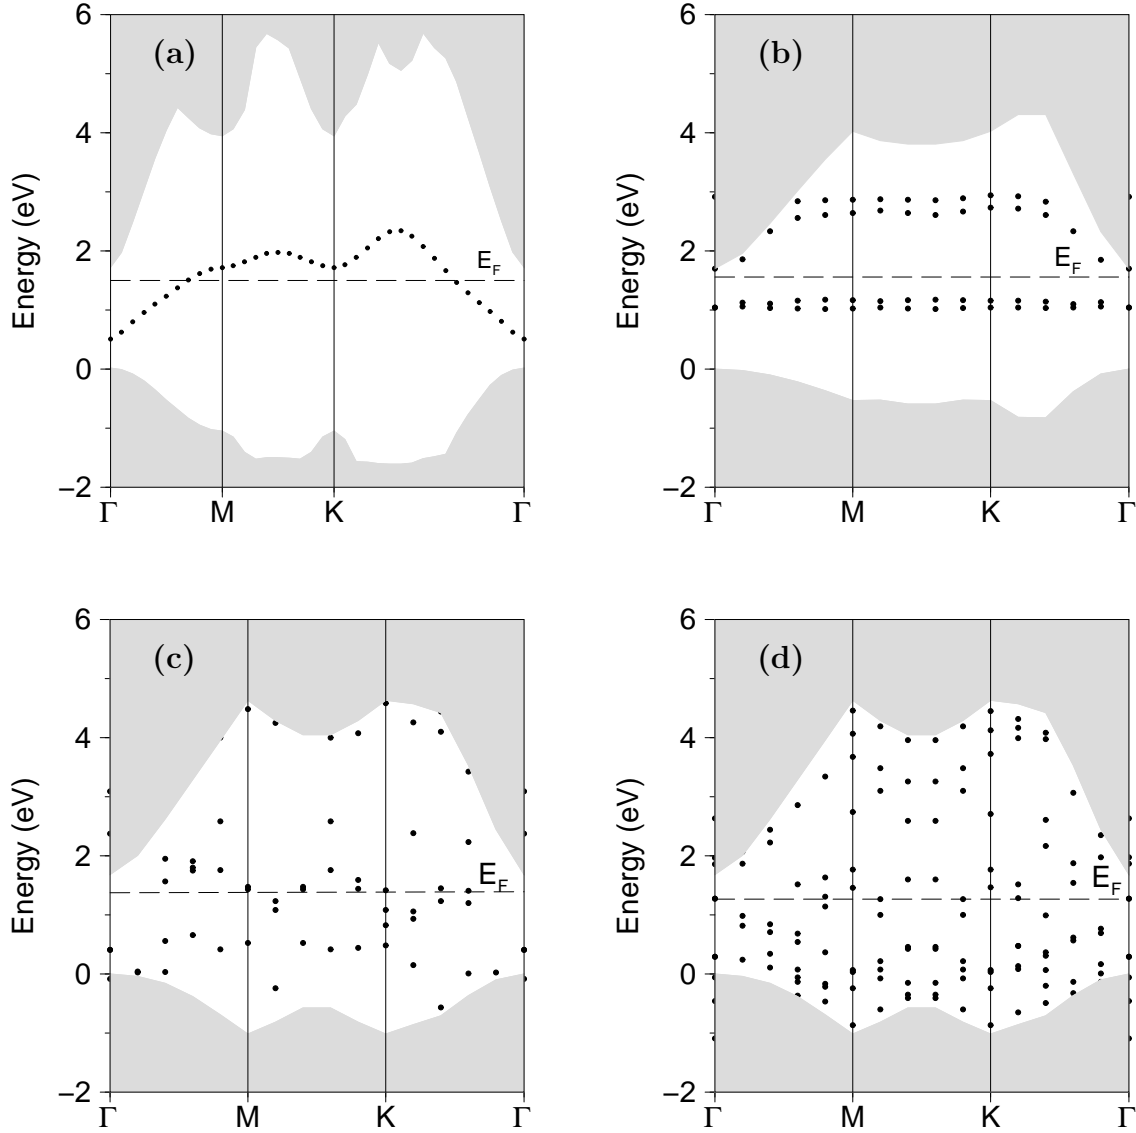 6
(a)
4
2
0
−2
Energy (eV)
E_F
Γ M K Γ
6
(b)
4
2
0
−2
Energy (eV)
E_F
Γ M K Γ
6
(c)
4
2
0
−2
Energy (eV)
E_F
Γ M K Γ
6
(d)
4
2
0
−2
Energy (eV)
E_F
Γ M K Γ